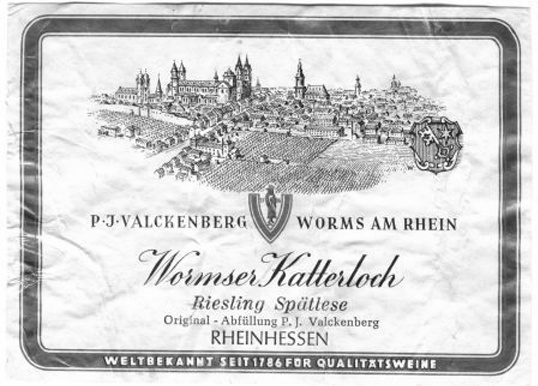 P·J·VALCKENBERG WORMS AM RHEIN
Wormser Katterloch
Riesling Spätlese
Original - Abfüllung P. J. Valckenberg
RHEINHESSEN
WELTBEKANNT SEIT 1786 FÜR QUALITÄTSWEINE